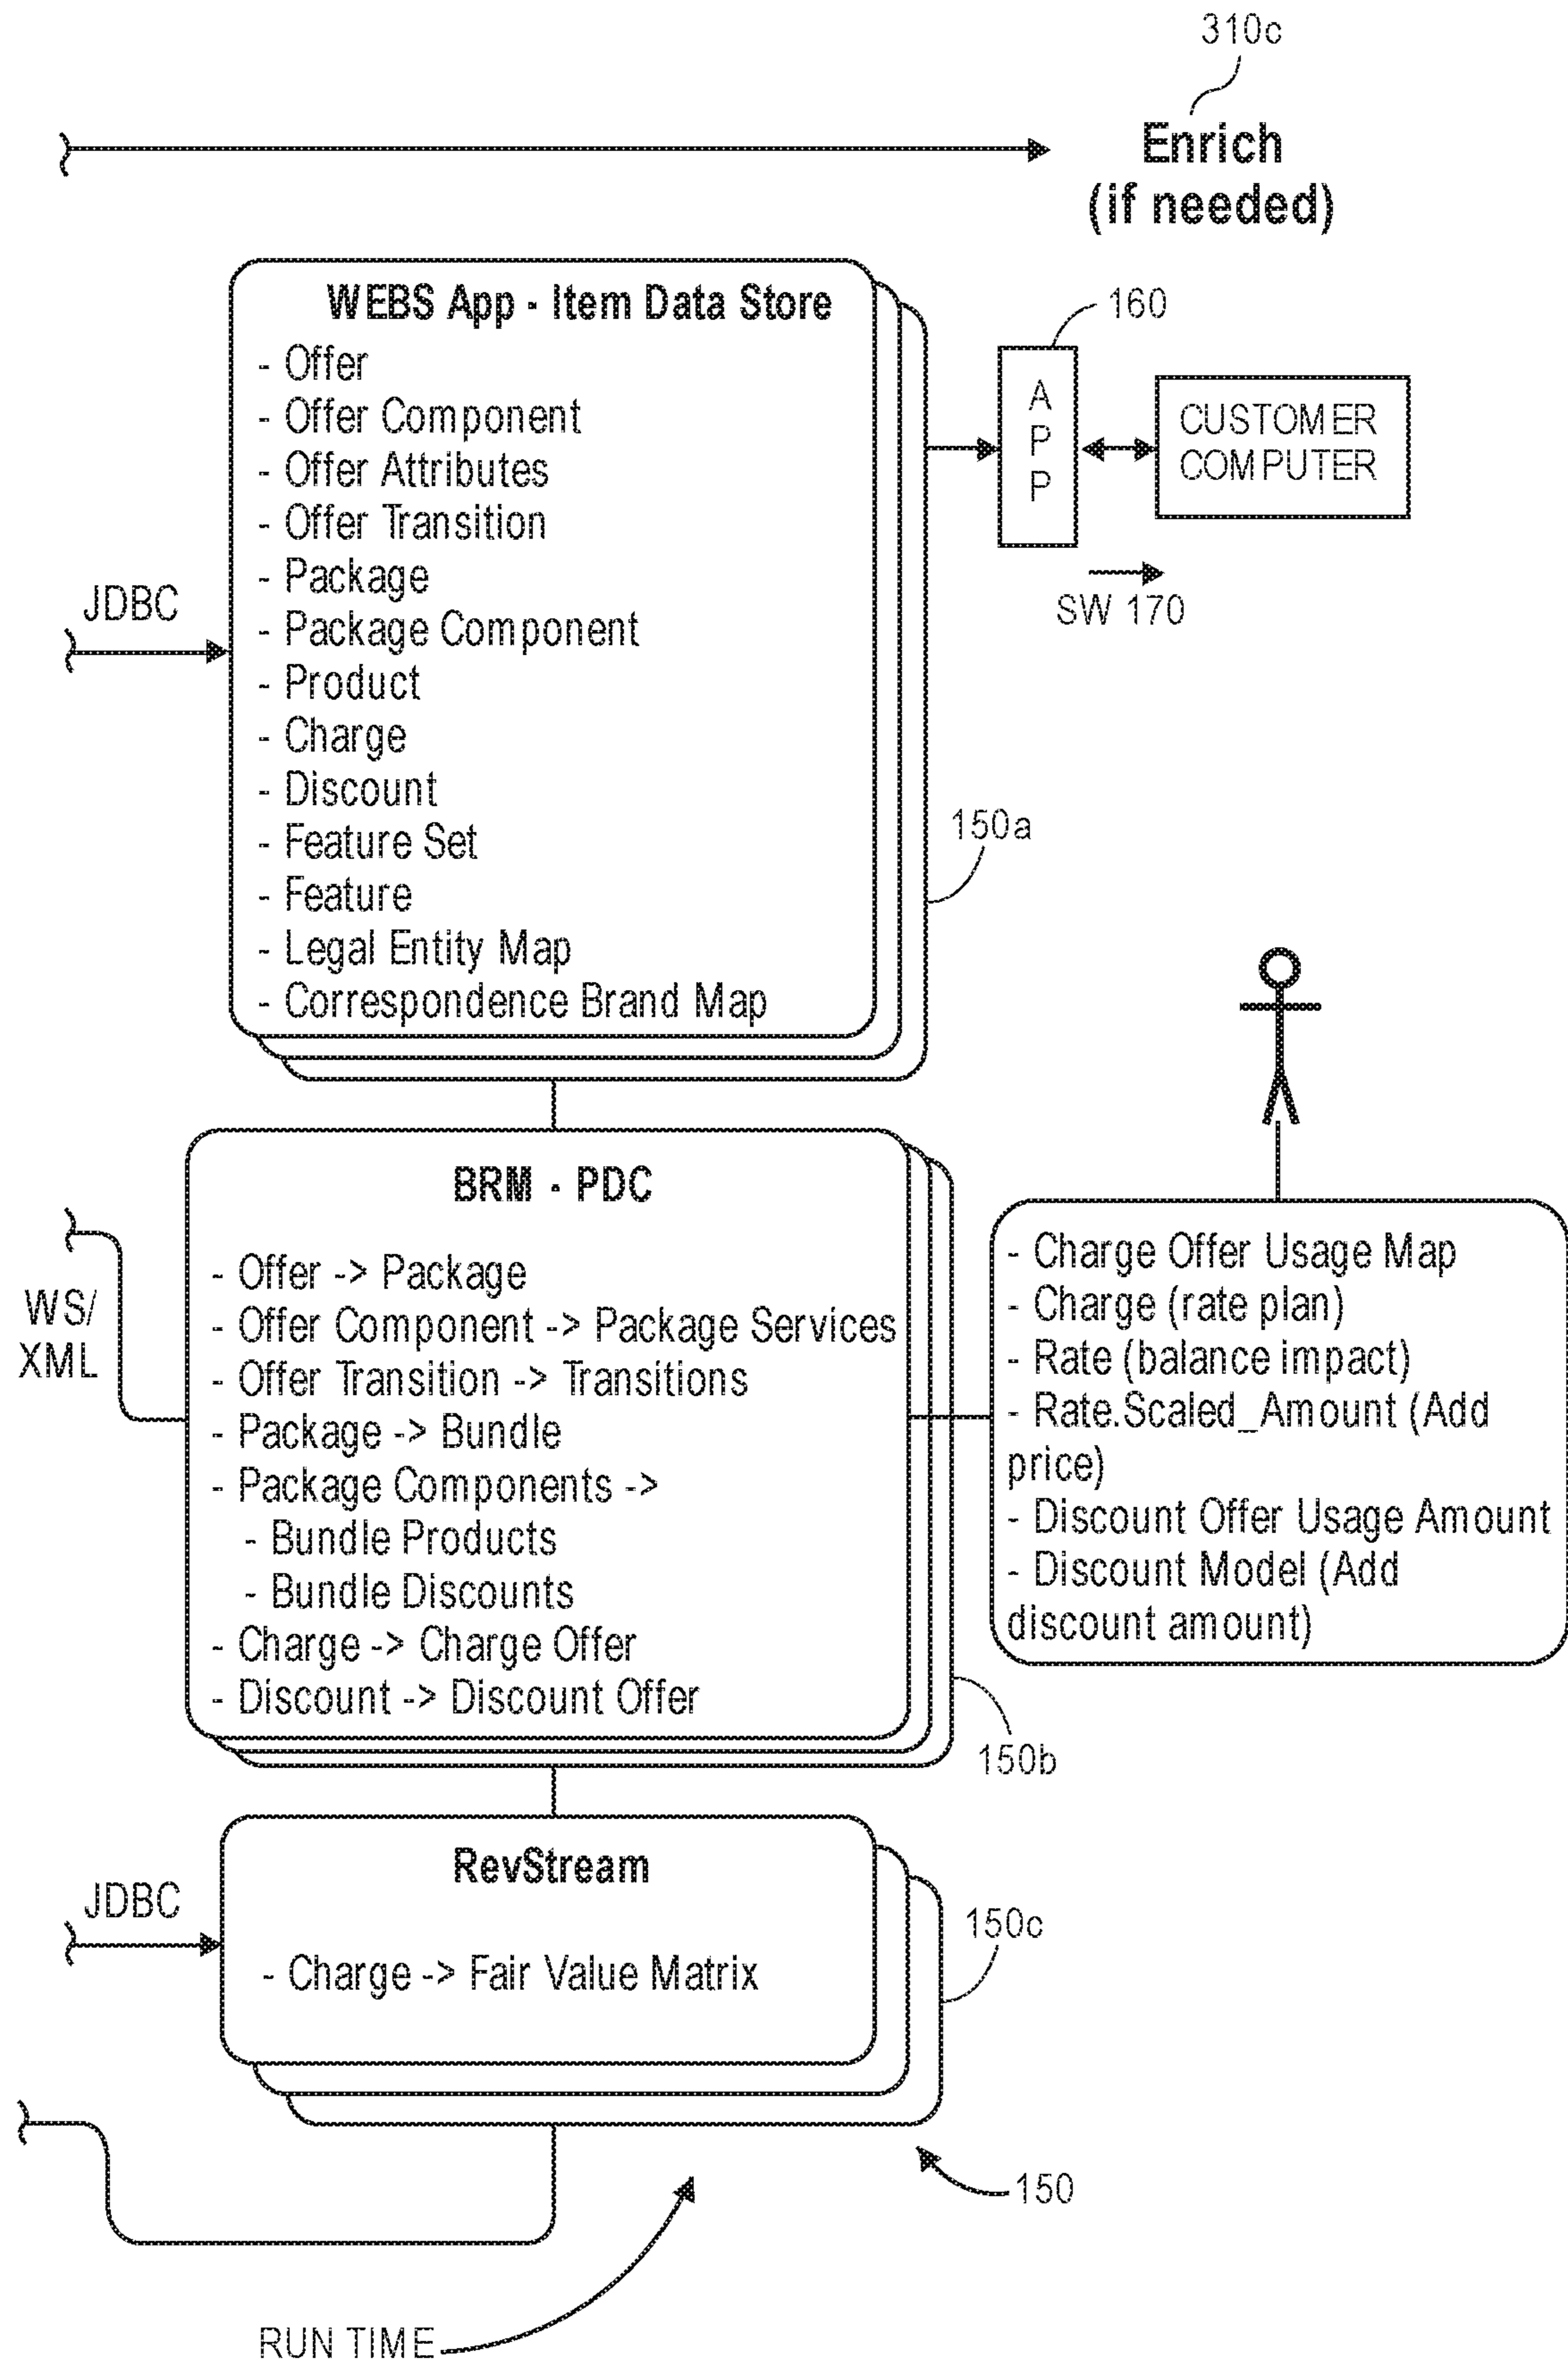 310c
Enrich
(if needed)
WEBS App - Item Data Store
- Offer
- Offer Component
- Offer Attributes
- Offer Transition
- Package
- Package Component
- Product
- Charge
- Discount
- Feature Set
- Feature
- Legal Entity Map
- Correspondence Brand Map
JDBC
160
A
P
P
CUSTOMER
COMPUTER
SW 170
150a
BRM - PDC
- Offer -> Package
- Offer Component -> Package Services
- Offer Transition -> Transitions
- Package -> Bundle
- Package Components ->
- Bundle Products
- Bundle Discounts
- Charge -> Charge Offer
- Discount -> Discount Offer
WS/
XML
- Charge Offer Usage Map
- Charge (rate plan)
- Rate (balance impact)
- Rate.Scaled_Amount (Add
price)
- Discount Offer Usage Amount
- Discount Model (Add
discount amount)
150b
RevStream
- Charge -> Fair Value Matrix
JDBC
150c
150
RUN TIME